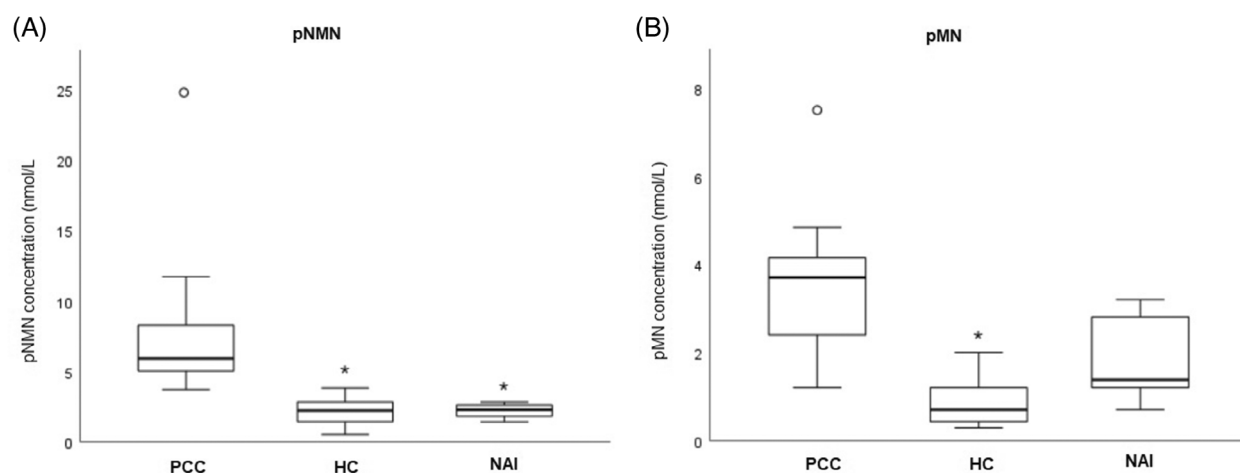 (A)
pNMN
25
20
15
10
5
0
pNMN concentration (nmol/L
PCC
HC
NAI
*
*
(B)
pMN
8
6
4
2
0
pMN concentration (nmol/L)
PCC
HC
NAI
*